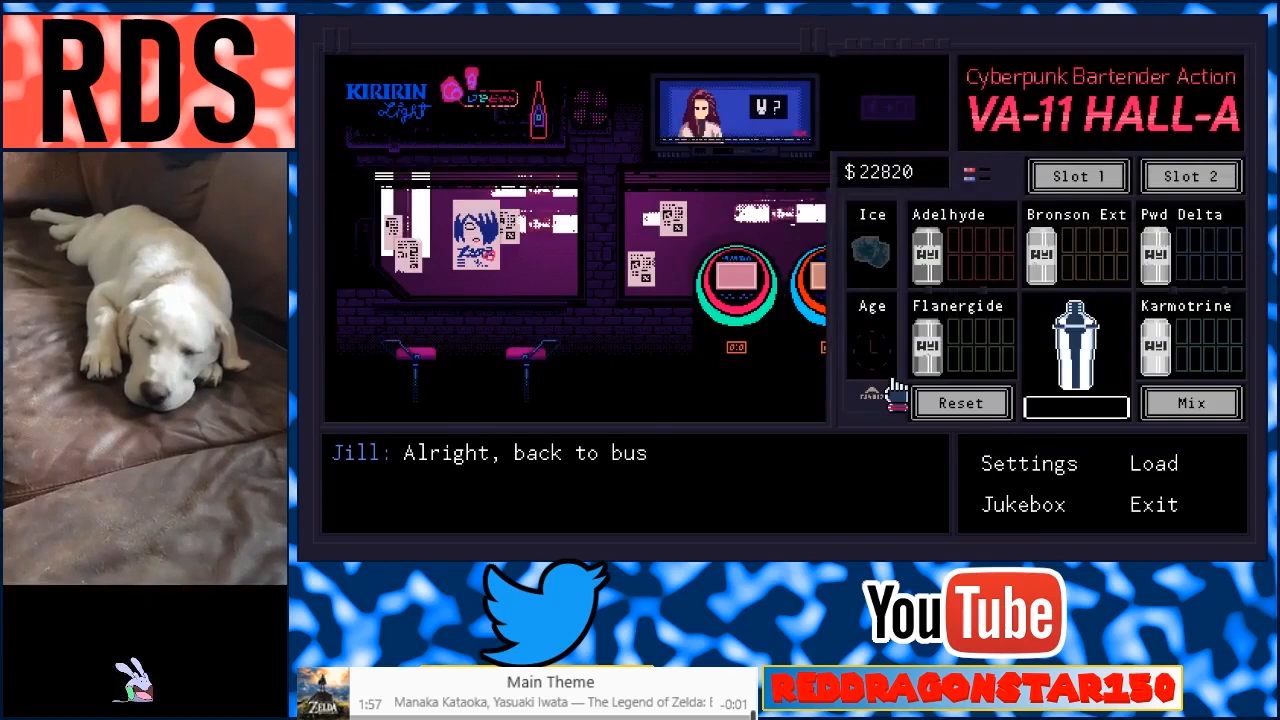 RDS
KIRIRIN
Light
W?
Cyberpunk Bartender Action
VA-11 HALL-A
$22820
Slot 1
Slot 2
Ice
Adelhyde
Bronson Ext
Pwd Delta
Age
Flanergide
Karmotrine
Reset
Mix
Jill: Alright, back to bus
Settings
Load
Jukebox
Exit
YouTube
ZELDA
Main Theme
1:57
Manaka Kataoka, Yasuaki Iwata — The Legend of Zelda:
-0:01
REDDRAGONSTAR150